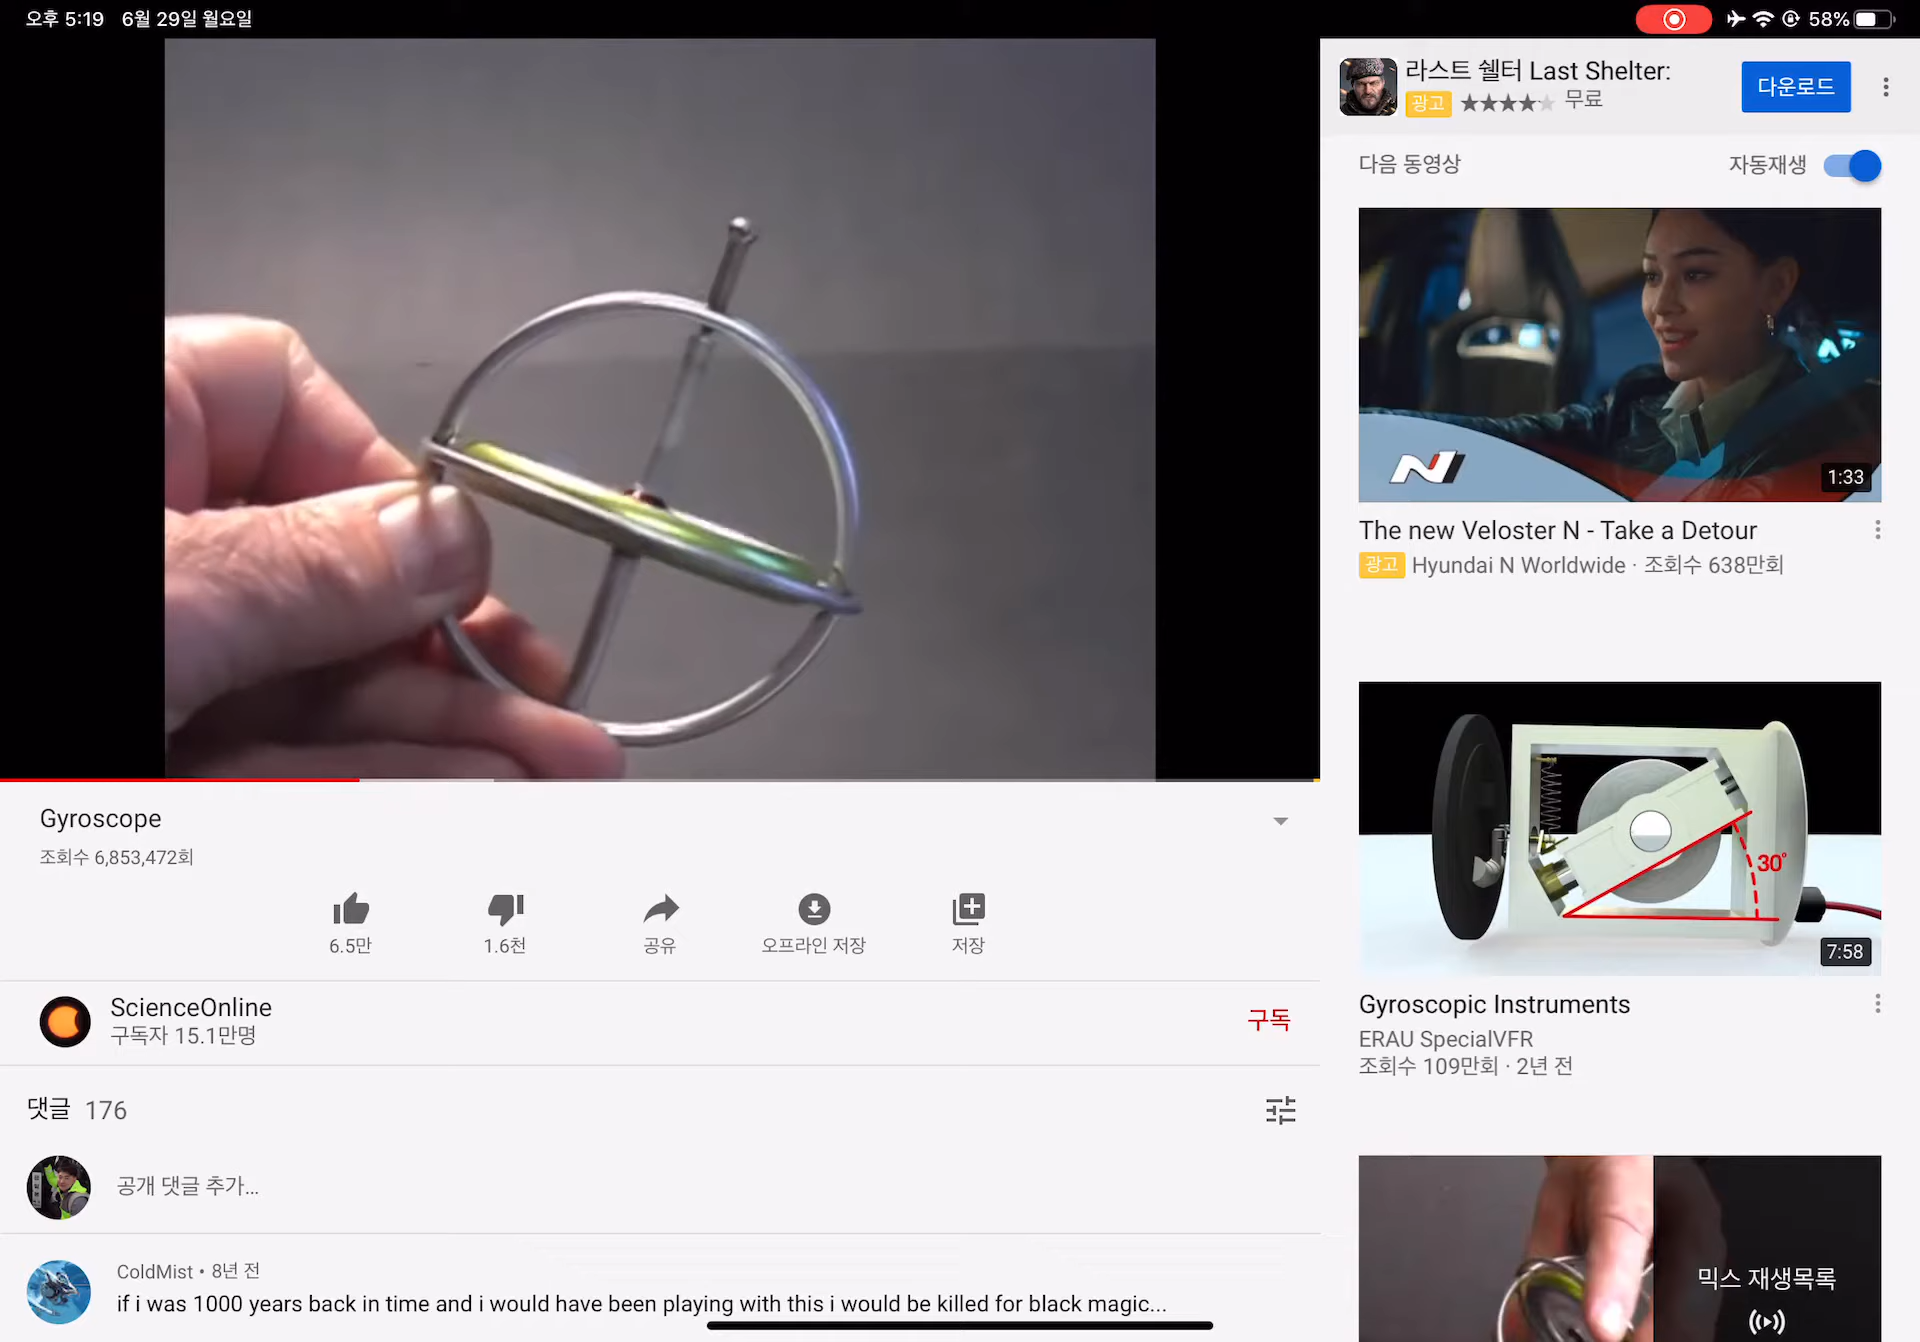 오후 5:19 6월 29일 월요일
58%
라스트 쉘터 Last Shelter:
광고 ★★★★★ 무료
다운로드
다음 동영상
자동재생
N
1:33
The new Veloster N - Take a Detour
광고 Hyundai N Worldwide · 조회수 638만회
30°
7:58
Gyroscopic Instruments
ERAU SpecialVFR
조회수 109만회 · 2년 전
믹스 재생목록
Gyroscope
조회수 6,853,472회
6.5만
1.6천
공유
오프라인 저장
저장
ScienceOnline
구독자 15.1만명
구독
댓글 176
공개 댓글 추가...
ColdMist • 8년 전
if i was 1000 years back in time and i would have been playing with this i would be killed for black magic...